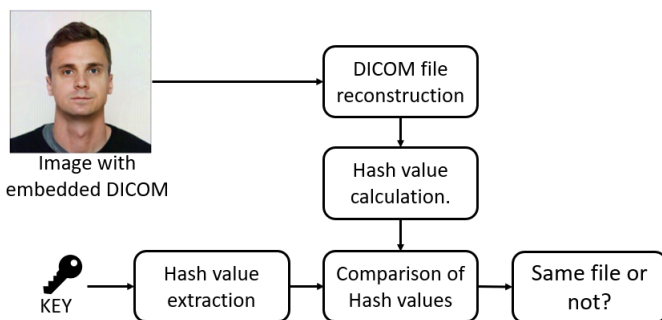 DICOM file
reconstruction
Image with
embedded DICOM
Hash value
calculation.
KEY
Hash value
extraction
Comparison of
Hash values
Same file or
not?